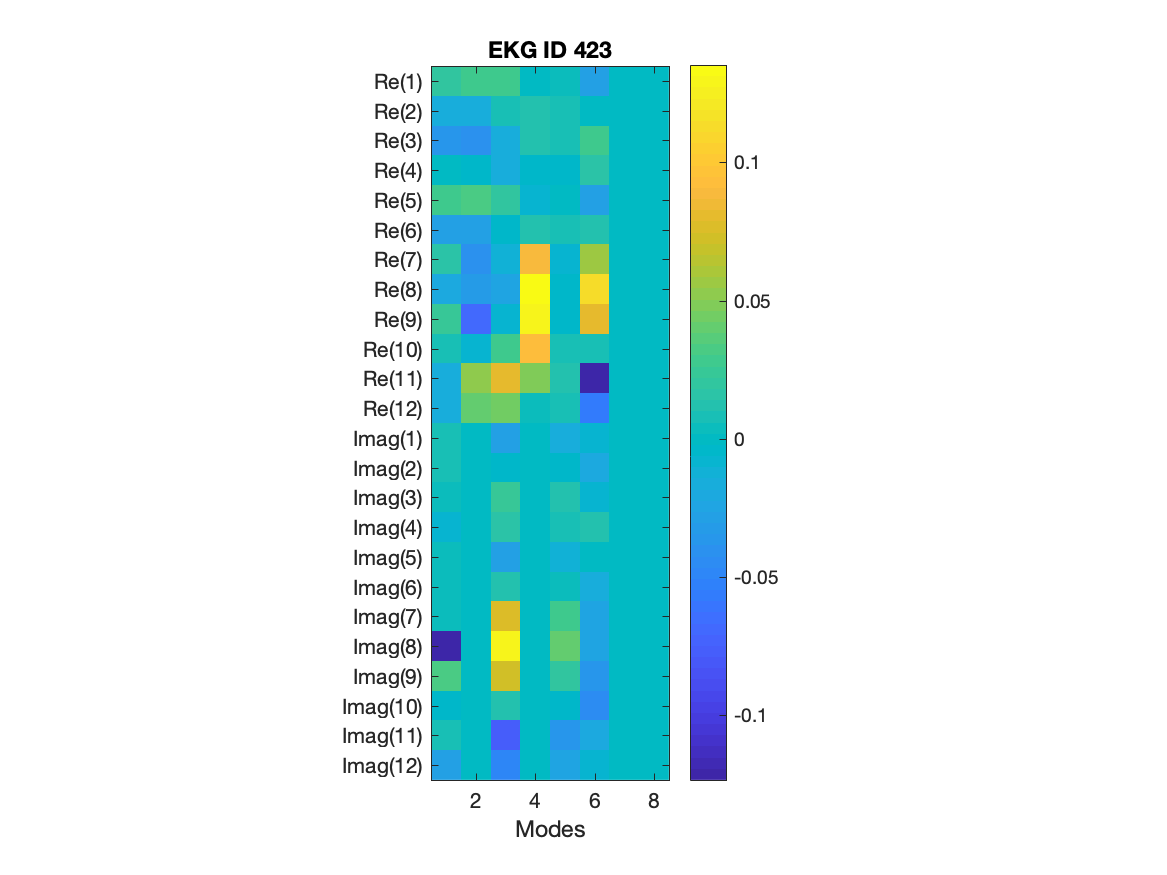 EKG ID 423
Re(1)
Re(2)
Re(3)
Re(4)
Re(5)
Re(6)
Re(7)
Re(8)
Re(9)
Re(10)
Re(11)
Re(12)
Imag(1)
Imag(2)
Imag(3)
Imag(4)
Imag(5)
Imag(6)
Imag(7)
Imag(8)
Imag(9)
Imag(10)
Imag(11)
Imag(12)
2 4 6 8
Modes
0.1
0.05
0
-0.05
-0.1